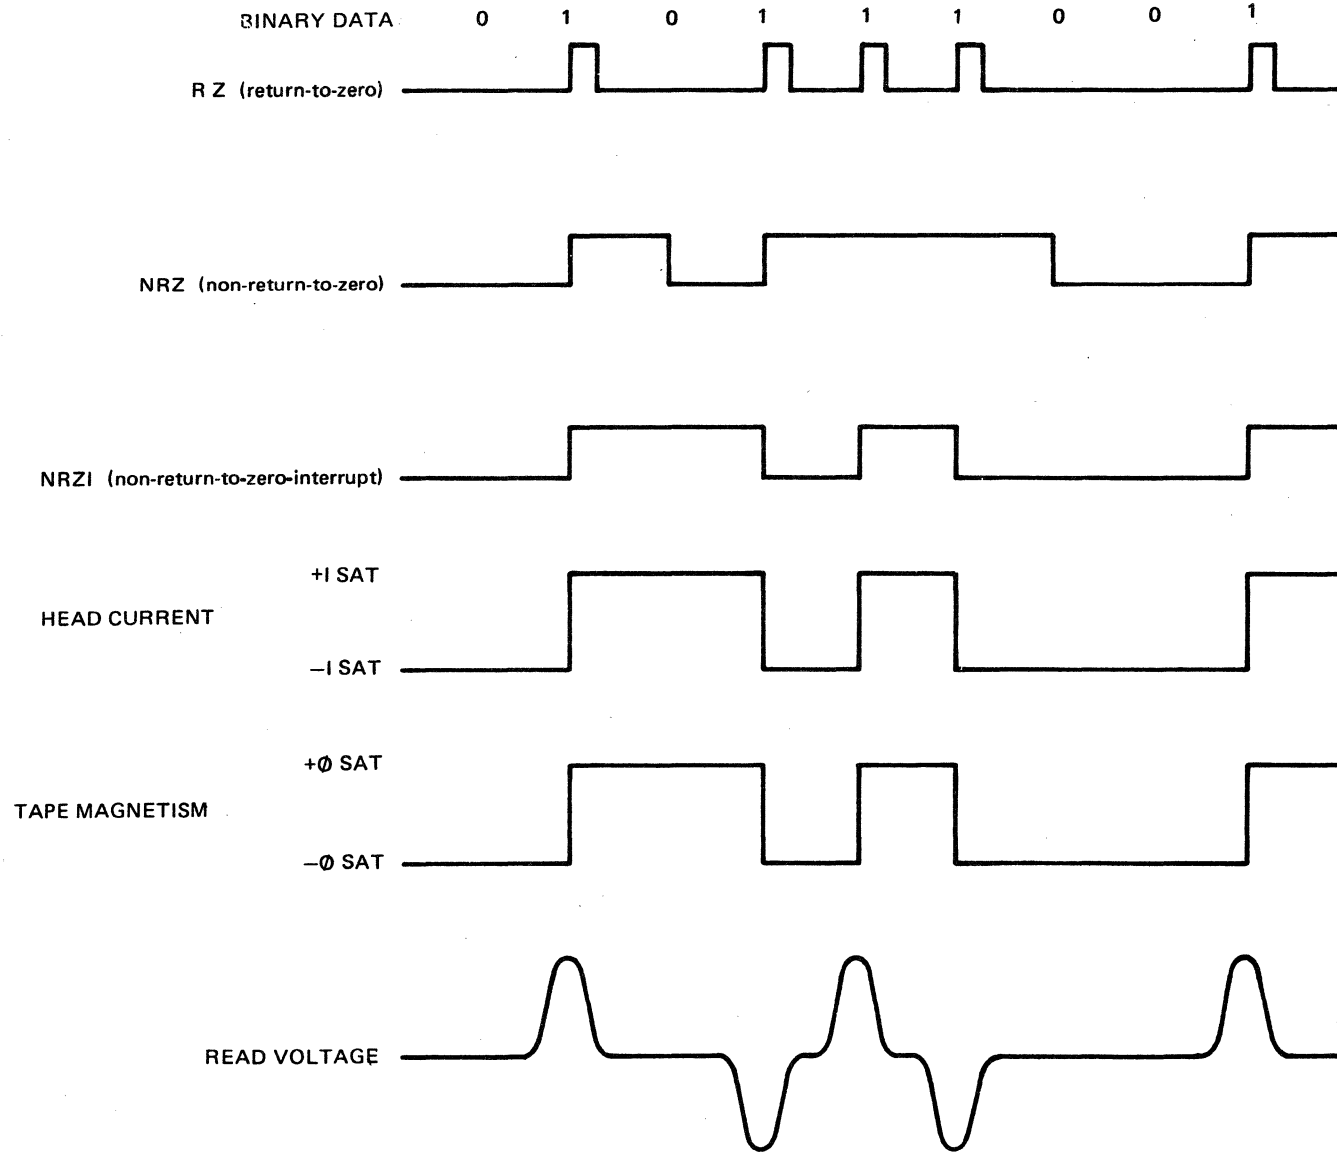 BINARY DATA 0 1 0 1 1 1 0 0 1
R Z (return-to-zero)
NRZ (non-return-to-zero)
NRZI (non-return-to-zero-interrupt)
+I SAT
HEAD CURRENT
—I SAT
+Ø SAT
TAPE MAGNETISM
—Ø SAT
READ VOLTAGE